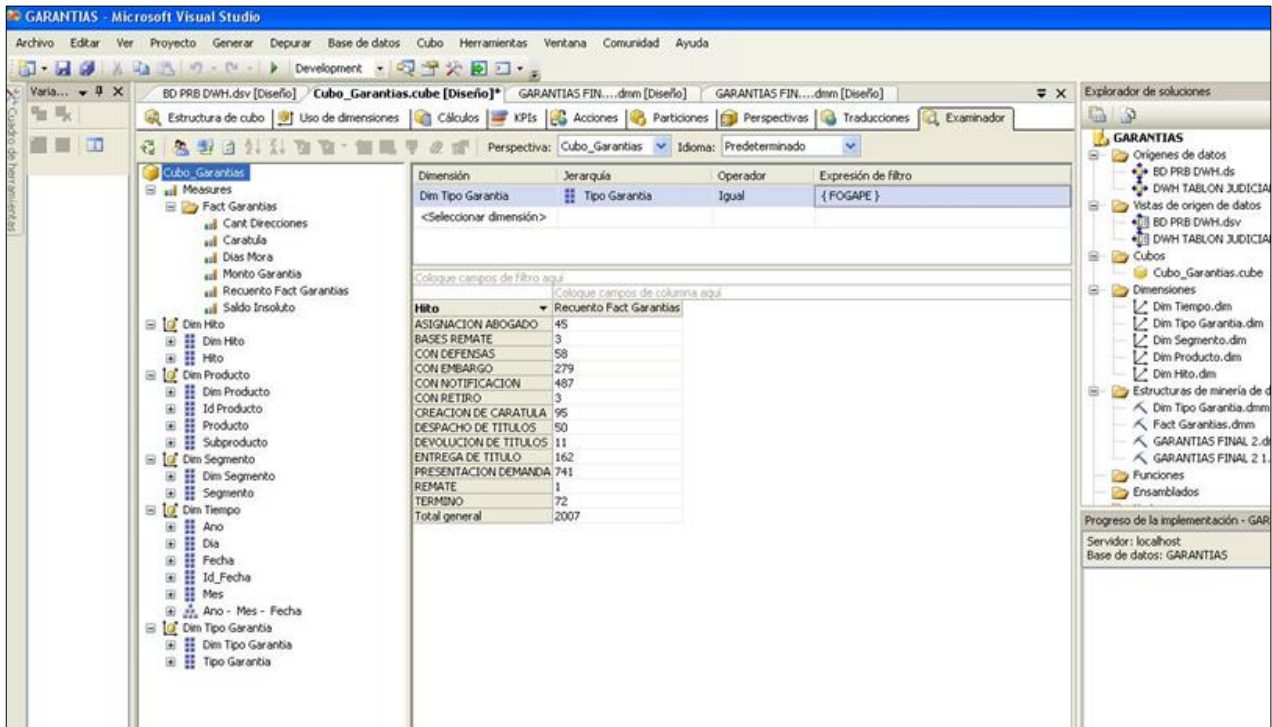 GARANTIAS - Microsoft Visual Studio
Archivo Editar Ver Proyecto Generar Depurar Base de datos Cubo Herramientas Ventana Comunidad Ayuda
Development
Varia...
BD PRB DWH.dsv [Diseño] Cubo_Garantias.cube [Diseño]* GARANTIAS FIN....dmm [Diseño] GARANTIAS FIN....dmm [Diseño]
Estructura de cubo Uso de dimensiones Cálculos KPIs Acciones Particiones Perspectivas Traducciones Examinador
Perspectiva: Cubo_Garantias Idioma: Predeterminado
Cuadro de herramientas
Cubo_Garantias
Measures
Fact Garantias
Cant Direcciones
Caratula
Dias Mora
Monto Garantia
Recuento Fact Garantias
Saldo Insoluto
Dim Hito
Dim Hito
Hito
Dim Producto
Dim Producto
Id Producto
Producto
Subproducto
Dim Segmento
Dim Segmento
Segmento
Dim Tiempo
Ano
Dia
Fecha
Id_Fecha
Mes
Ano - Mes - Fecha
Dim Tipo Garantia
Dim Tipo Garantia
Tipo Garantia
Dimensión Jerarquía Operador Expresión de filtro
Dim Tipo Garantia Tipo Garantia Igual { FOGAPE }
<Seleccionar dimensión>
Coloque campos de filtro aquí
Coloque campos de columna aquí
Hito Recuento Fact Garantias
ASIGNACION ABOGADO 45
BASES REMATE 3
CON DEFENSAS 58
CON EMBARGO 279
CON NOTIFICACION 487
CON RETIRO 3
CREACION DE CARATULA 95
DESPACHO DE TITULOS 50
DEVOLUCION DE TITULOS 11
ENTREGA DE TITULO 162
PRESENTACION DEMANDA 741
REMATE 1
TERMINO 72
Total general 2007
Explorador de soluciones
GARANTIAS
Orígenes de datos
BD PRB DWH.ds
DWH TABLON JUDICIA
Vistas de origen de datos
BD PRB DWH.dsv
DWH TABLON JUDICIA
Cubos
Cubo_Garantias.cube
Dimensiones
Dim Tiempo.dim
Dim Tipo Garantia.dim
Dim Segmento.dim
Dim Producto.dim
Dim Hito.dim
Estructuras de minería de d
Dim Tipo Garantia.dmm
Fact Garantias.dmm
GARANTIAS FINAL 2.d
GARANTIAS FINAL 2 1.
Funciones
Ensamblados
Progreso de la implementación - GAR
Servidor: localhost
Base de datos: GARANTIAS